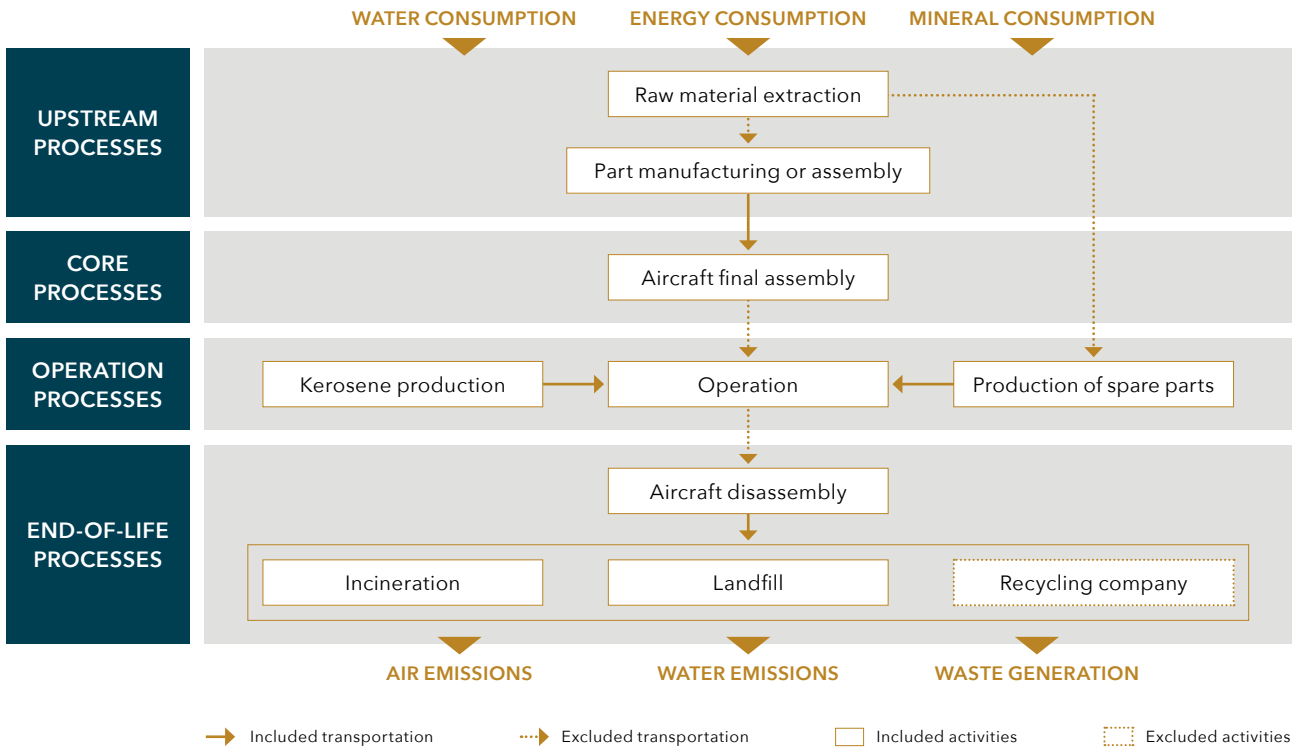 WATER CONSUMPTION
ENERGY CONSUMPTION
MINERAL CONSUMPTION
UPSTREAM
PROCESSES
Raw material extraction
Part manufacturing or assembly
CORE
PROCESSES
Aircraft final assembly
OPERATION
PROCESSES
Kerosene production
Operation
Production of spare parts
END-OF-LIFE
PROCESSES
Aircraft disassembly
Incineration
Landfill
Recycling company
AIR EMISSIONS
WATER EMISSIONS
WASTE GENERATION
Included transportation
Excluded transportation
Included activities
Excluded activities